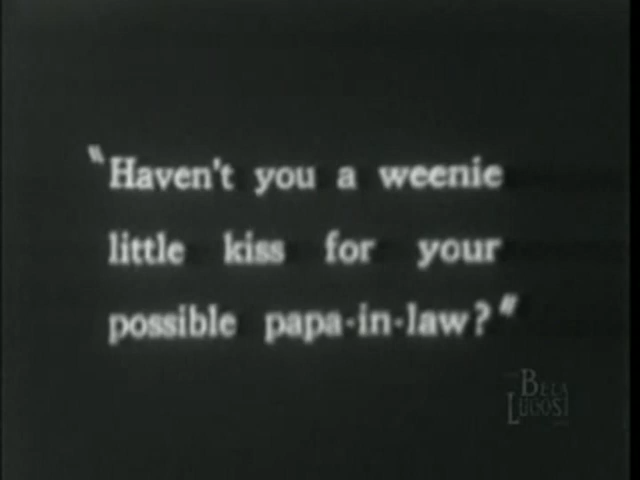 "Haven't you a weenie
little kiss for your
possible papa-in-law?"
BELA
LUGOSI